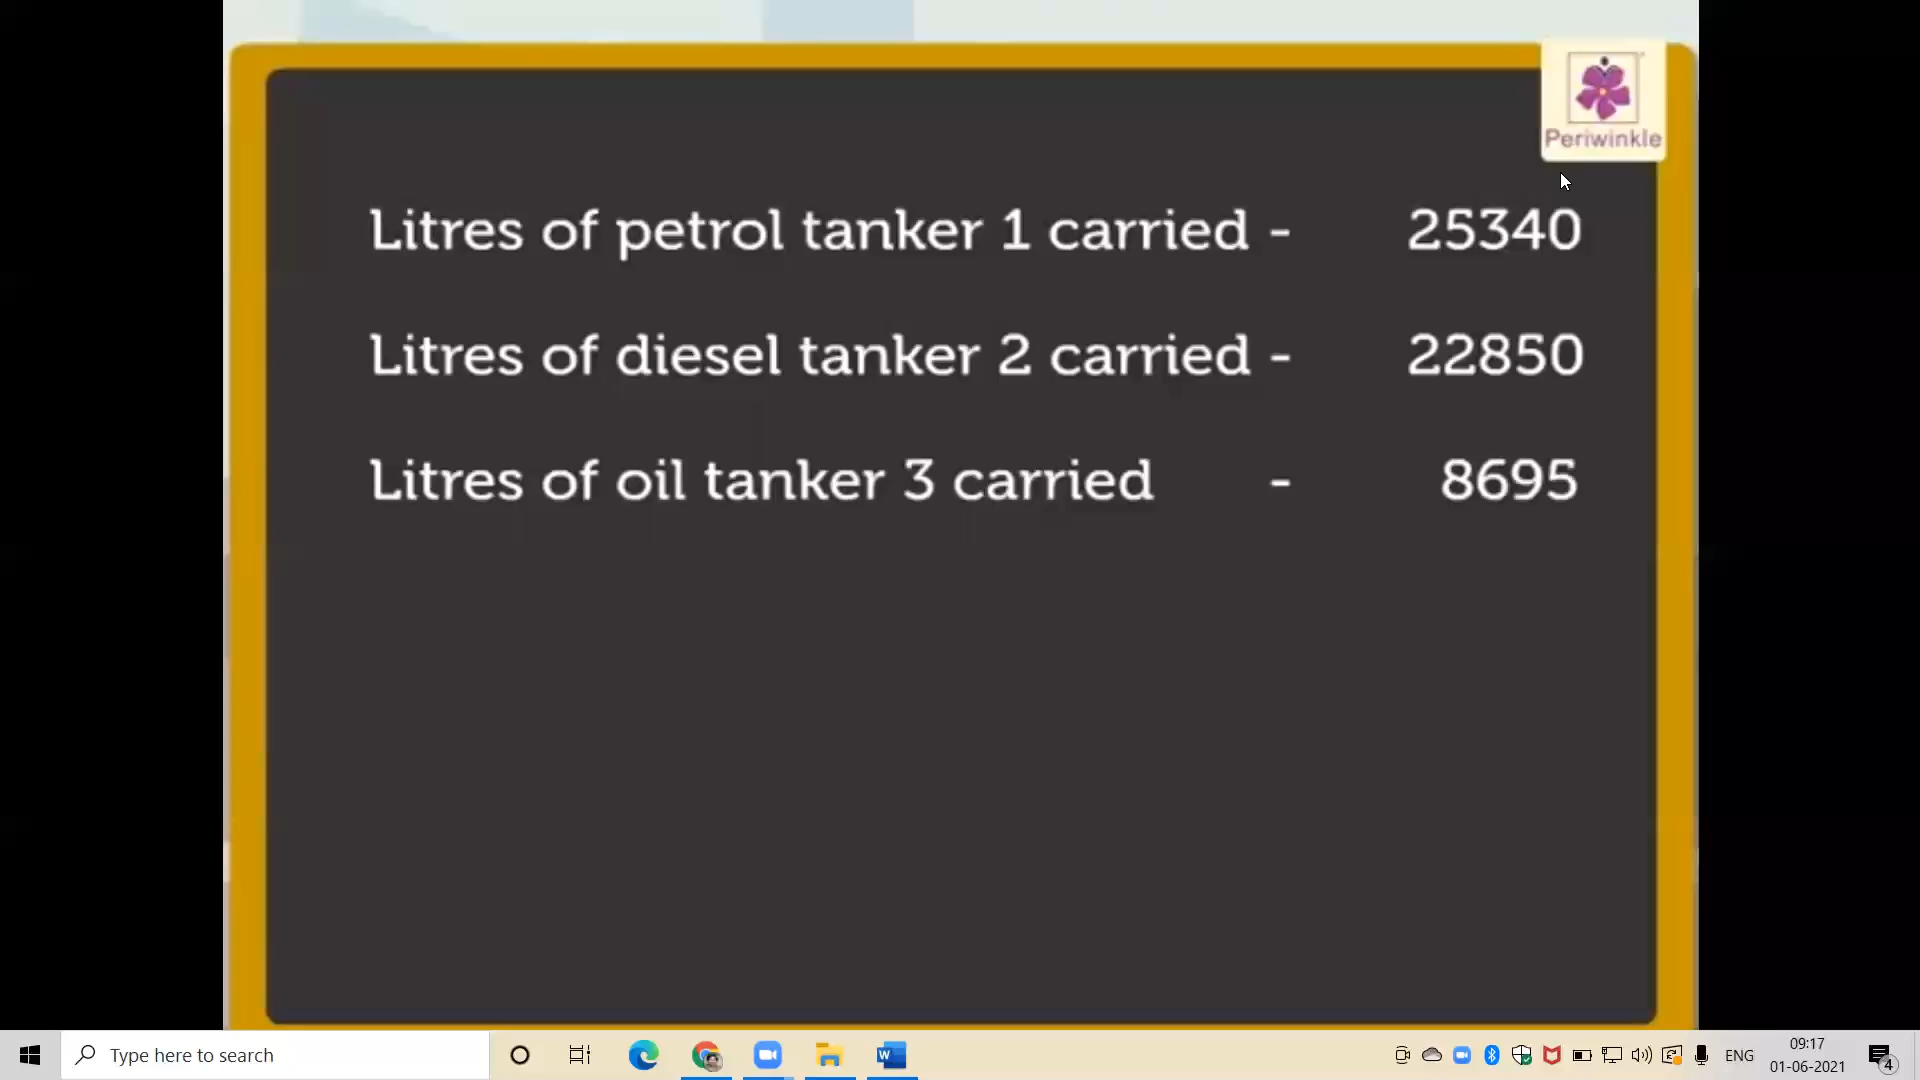 Periwinkle
Litres of petrol tanker 1 carried - 25340
Litres of diesel tanker 2 carried - 22850
Litres of oil tanker 3 carried - 8695
Type here to search
ENG
09:17
01-06-2021
4